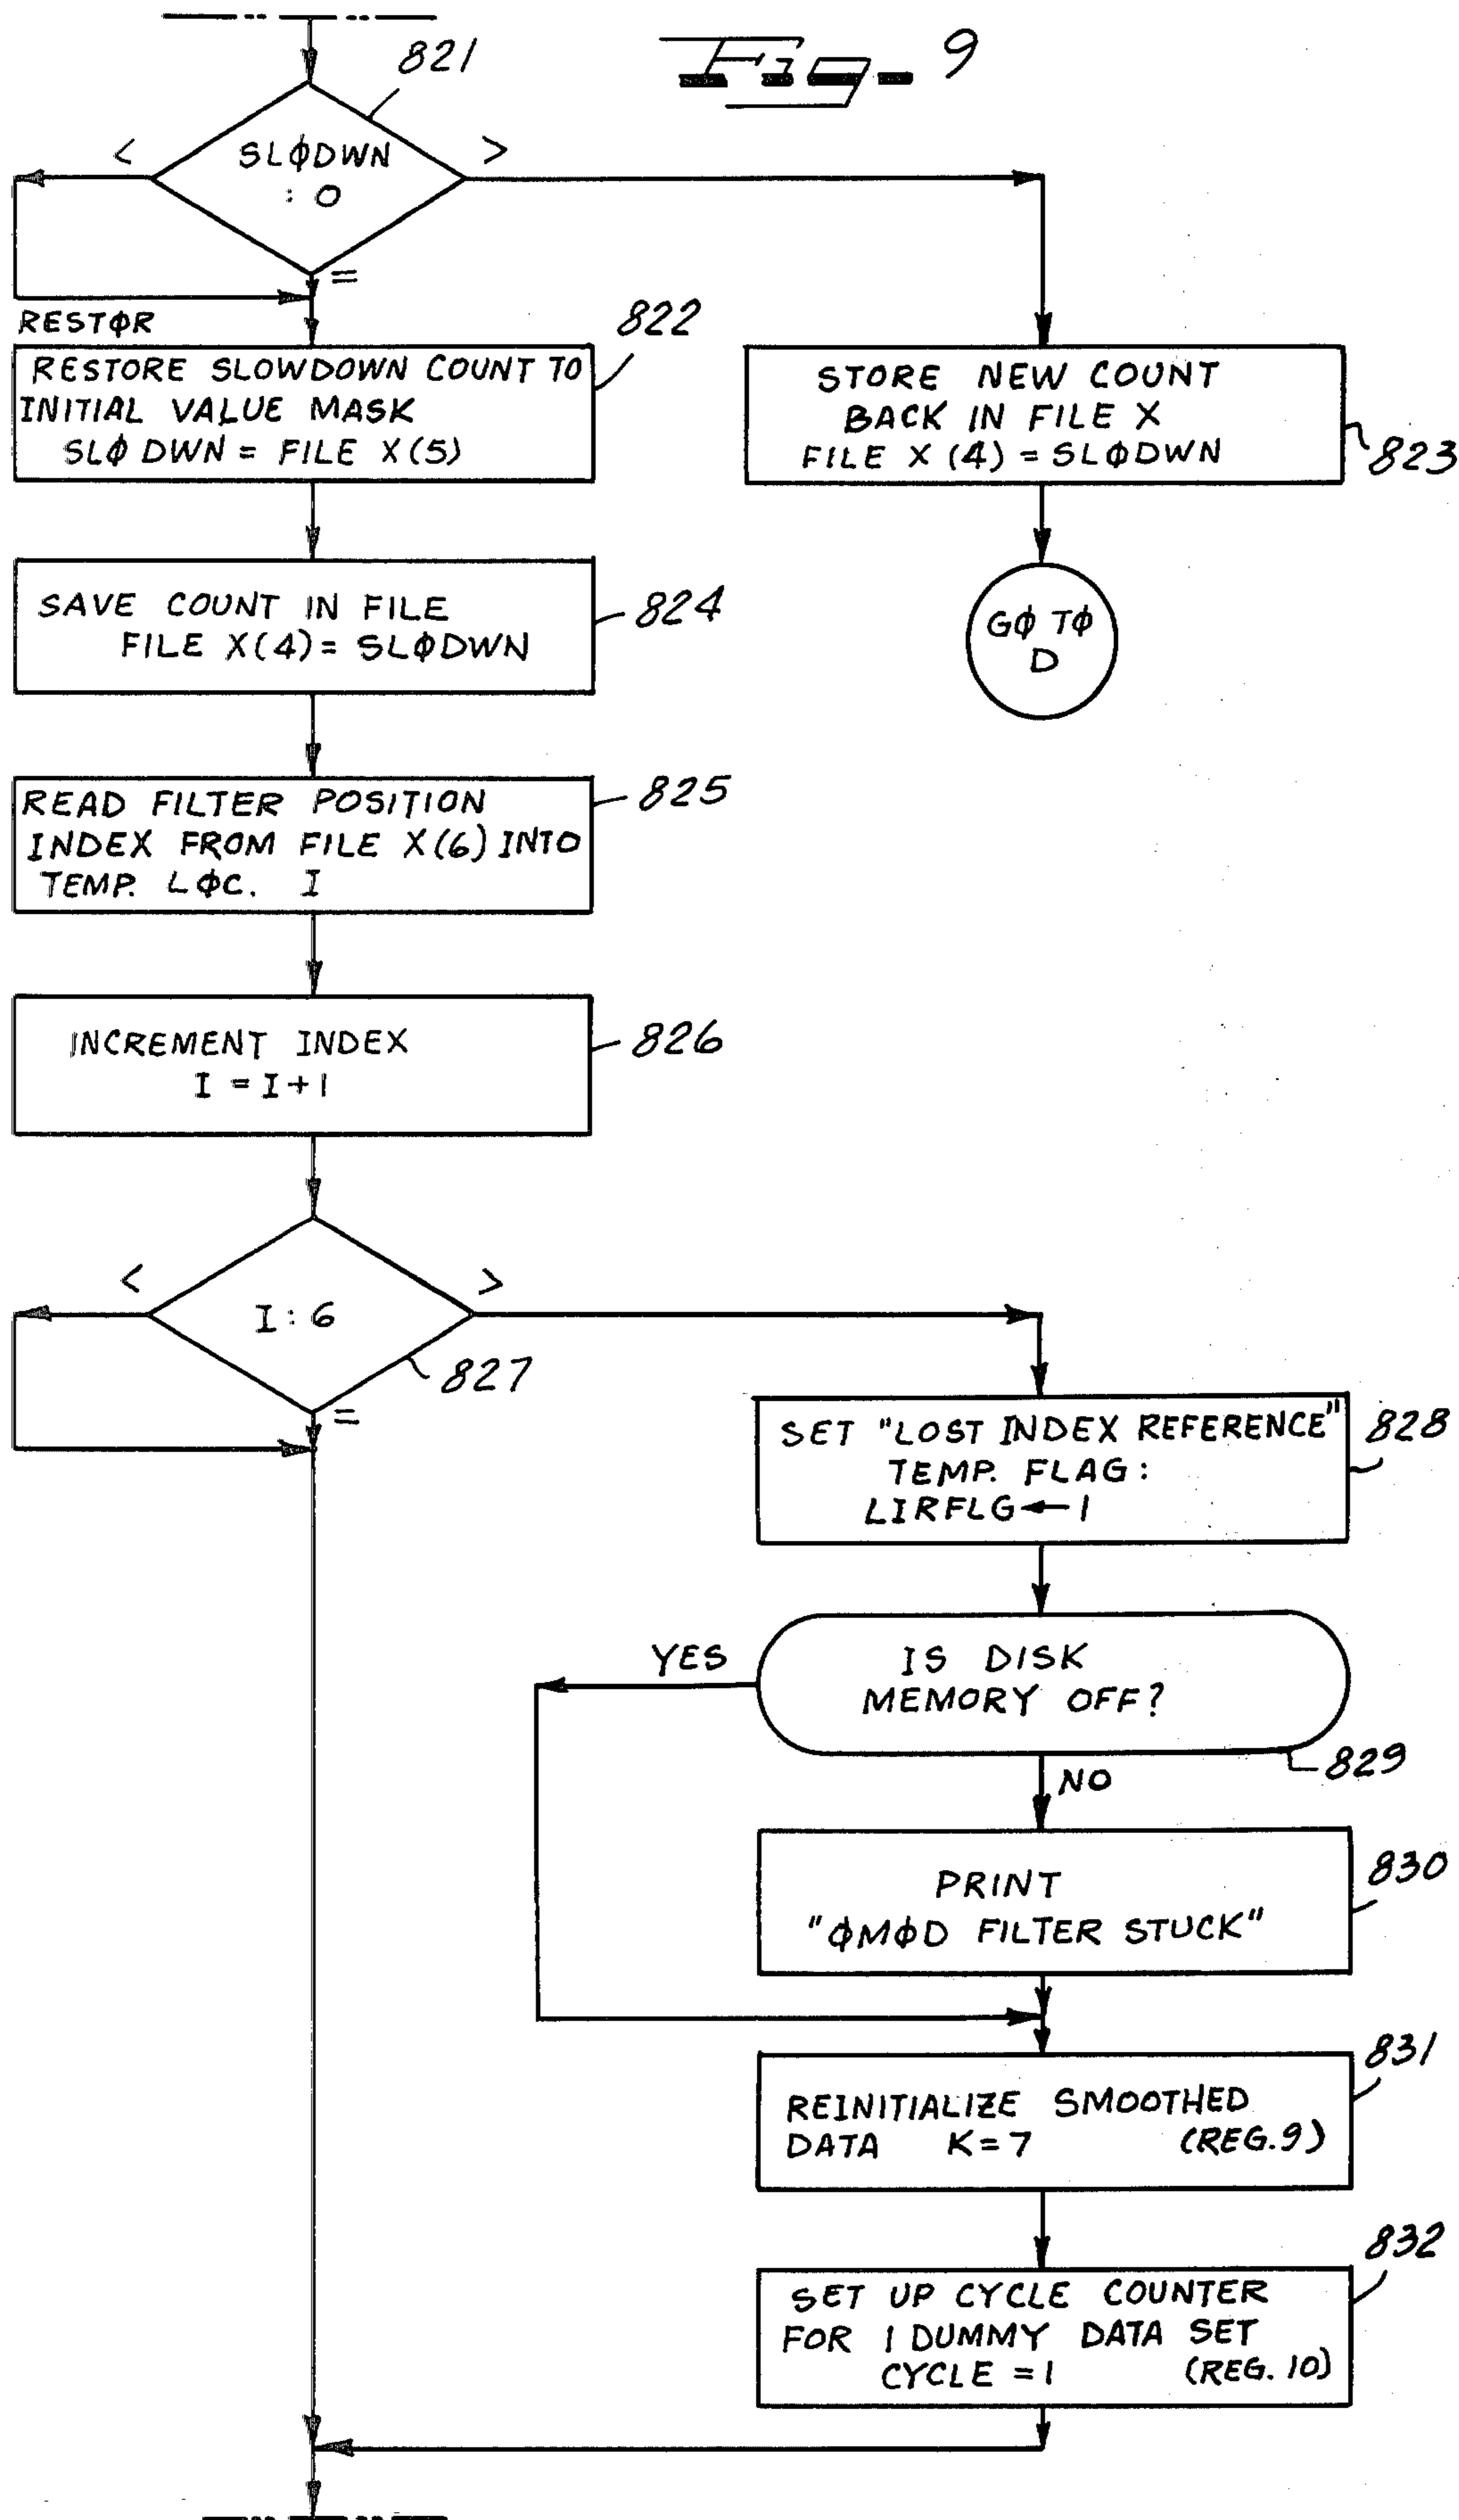 Fig. 9
821
<
SLØDWN
: 0
>
=
RESTØR
822
RESTORE SLOWDOWN COUNT TO
INITIAL VALUE MASK
SLØ DWN = FILE X(5)
STORE NEW COUNT
BACK IN FILE X
FILE X (4) = SLØDWN
823
SAVE COUNT IN FILE
FILE X(4) = SLØDWN
824
GØ TØ
D
READ FILTER POSITION
INDEX FROM FILE X(6) INTO
TEMP. LØC. I
825
INCREMENT INDEX
I = I + 1
826
<
I : 6
>
827
=
SET "LOST INDEX REFERENCE"
TEMP. FLAG :
LIRFLG ← 1
828
YES
IS DISK
MEMORY OFF?
829
NO
PRINT
"ØMØD FILTER STUCK"
830
831
REINITIALIZE SMOOTHED
DATA K = 7 (REG. 9)
832
SET UP CYCLE COUNTER
FOR 1 DUMMY DATA SET
CYCLE = 1 (REG. 10)